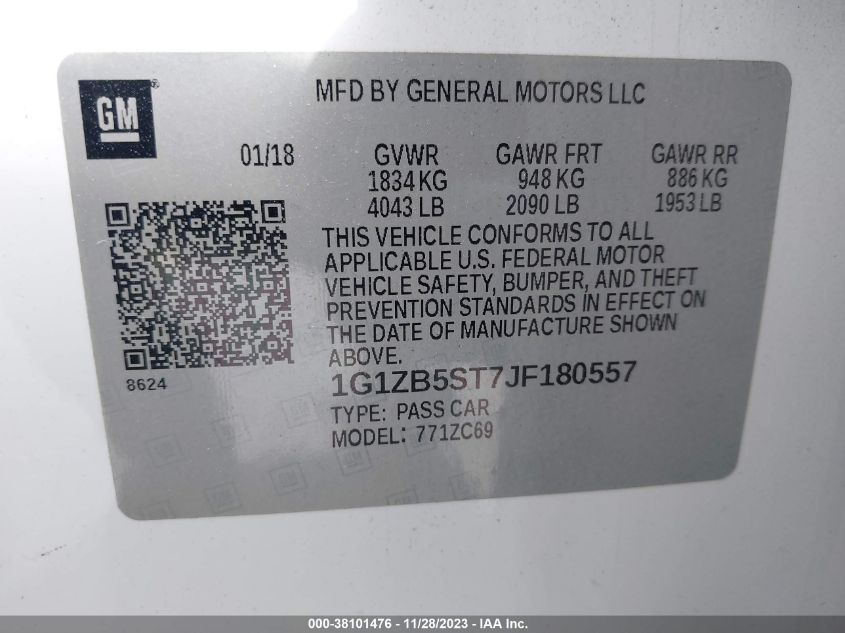 GM®
MFD BY GENERAL MOTORS LLC
01/18 GVWR GAWR FRT GAWR RR
1834 KG 948 KG 886 KG
4043 LB 2090 LB 1953 LB
THIS VEHICLE CONFORMS TO ALL
APPLICABLE U.S. FEDERAL MOTOR
VEHICLE SAFETY, BUMPER, AND THEFT
PREVENTION STANDARDS IN EFFECT ON
THE DATE OF MANUFACTURE SHOWN
ABOVE.
8624
1G1ZB5ST7JF180557
TYPE: PASS CAR
MODEL: 771ZC69
000-38101476 - 11/28/2023 - IAA Inc.